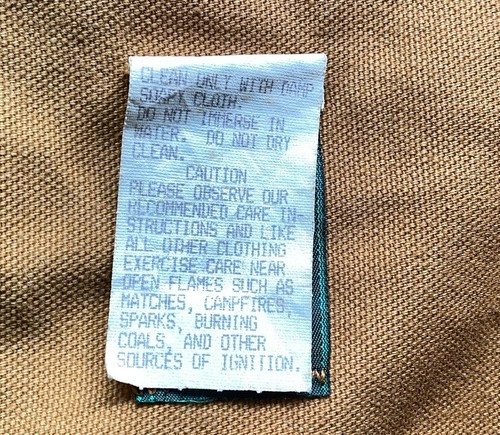 CLEAN ONLY WITH DAMP
SOAPY CLOTH.
DO NOT IMMERSE IN
WATER. DO NOT DRY
CLEAN.
CAUTION
PLEASE OBSERVE OUR
RECOMMENDED CARE IN-
STRUCTIONS AND LIKE
ALL OTHER CLOTHING
EXERCISE CARE NEAR
OPEN FLAMES SUCH AS
MATCHES, CAMPFIRES,
SPARKS, BURNING
COALS, AND OTHER
SOURCES OF IGNITION.